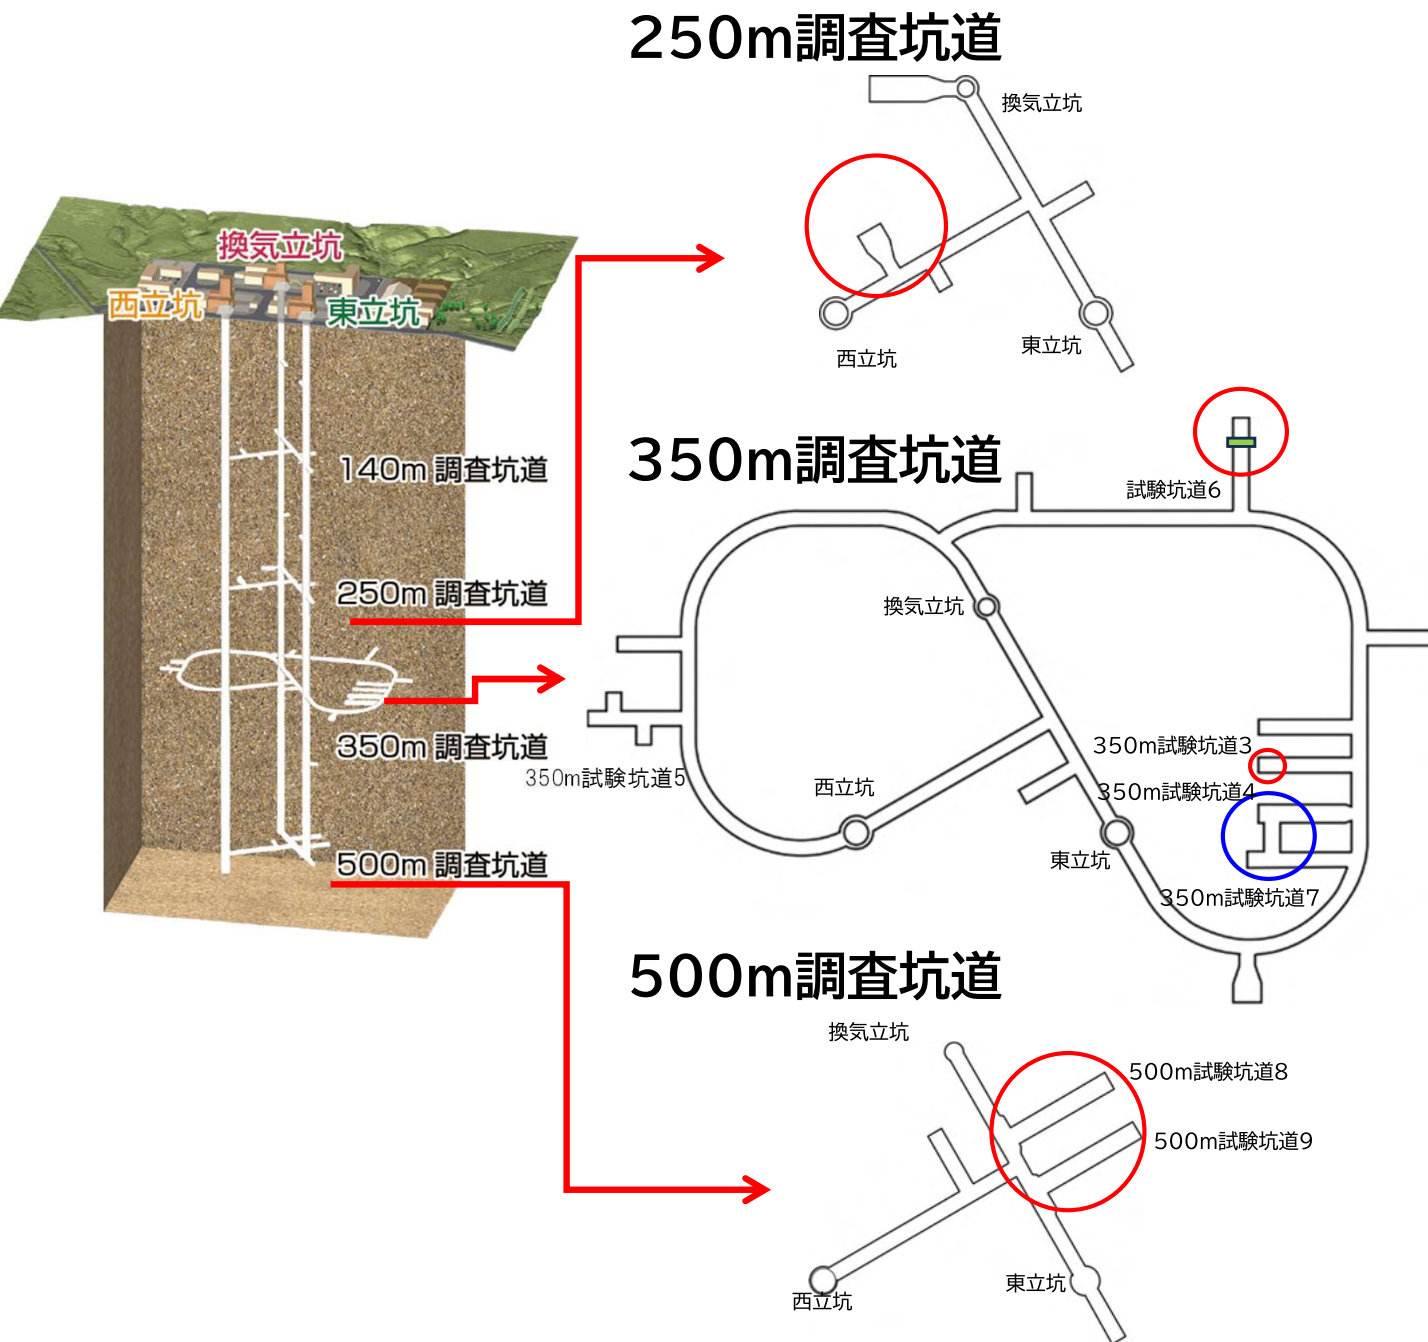 250m調査坑道
換気立坑
西立坑
東立坑
換気立坑
西立坑
東立坑
140m 調査坑道
250m 調査坑道
350m 調査坑道
500m 調査坑道
350m調査坑道
試験坑道6
換気立坑
350m試験坑道3
350m試験坑道4
350m試験坑道5
西立坑
東立坑
350m試験坑道7
500m調査坑道
換気立坑
500m試験坑道8
500m試験坑道9
西立坑
東立坑